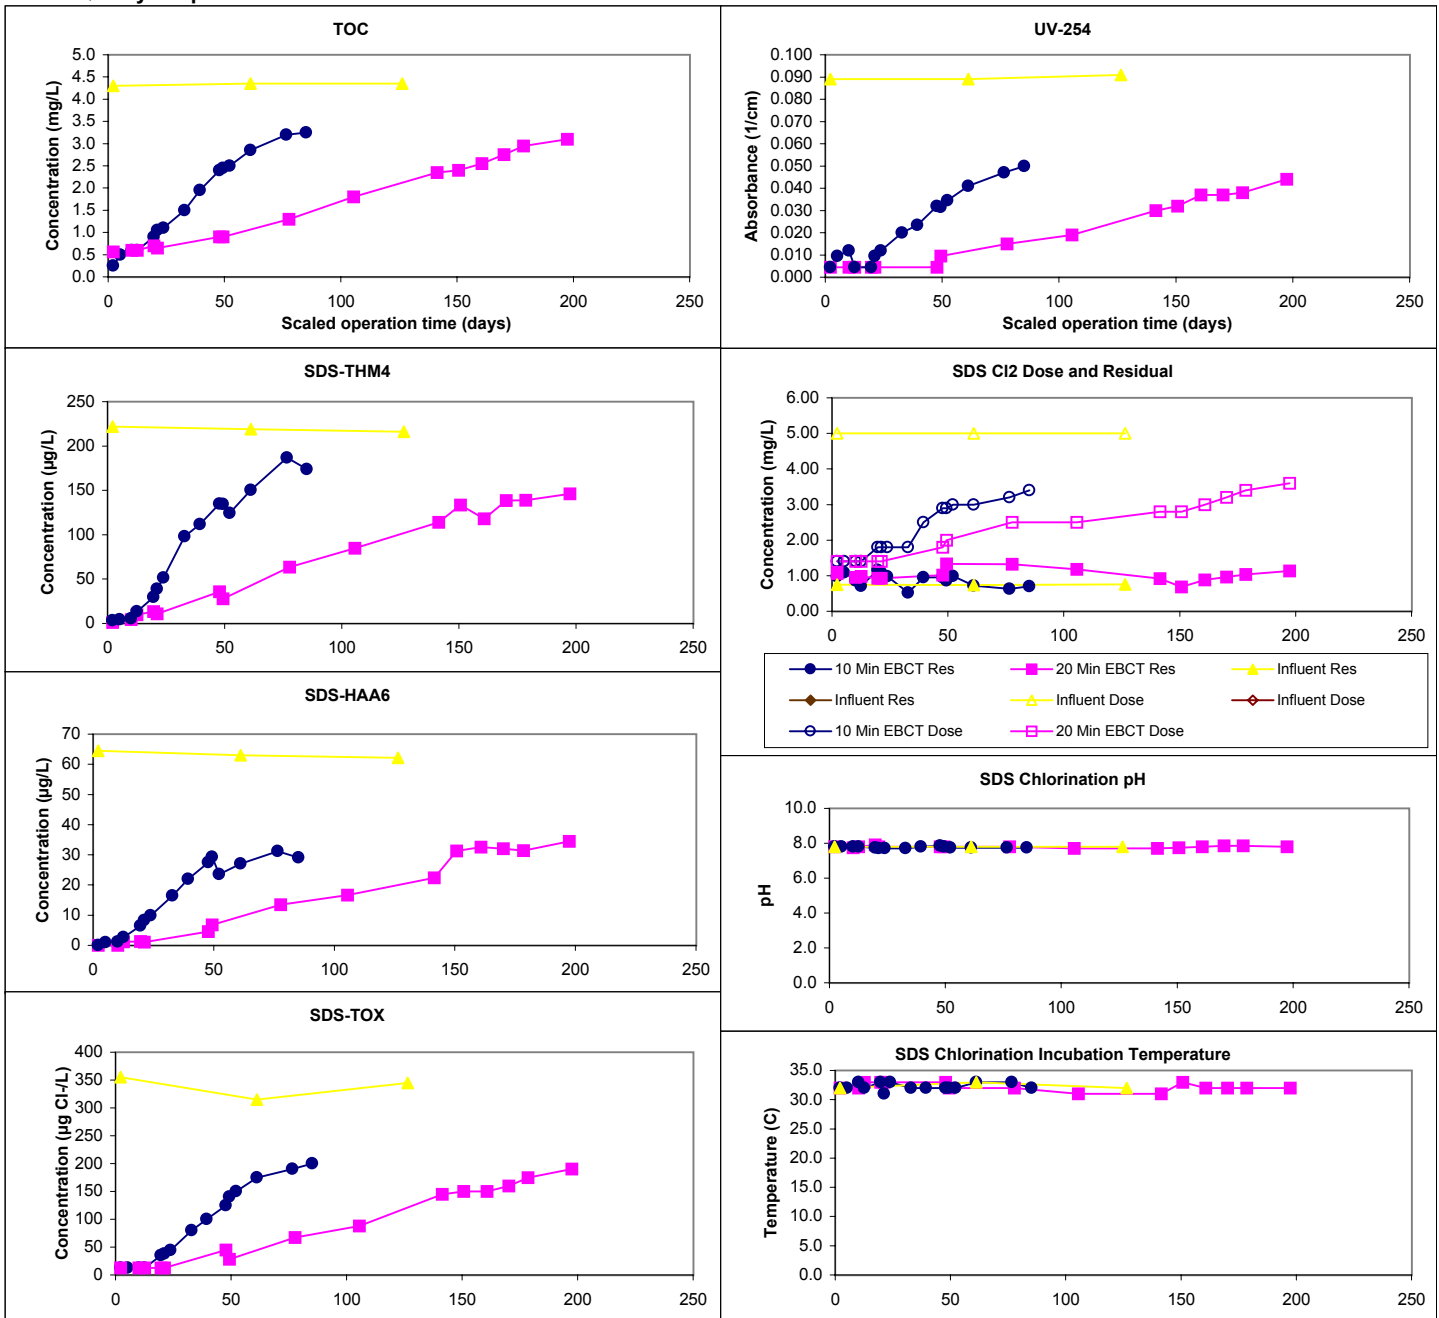 TOC
5.0
4.5
4.0
3.5
3.0
2.5
2.0
1.5
1.0
0.5
0.0
Concentration (mg/L)
0 50 100 150 200 250
Scaled operation time (days)
UV-254
0.100
0.090
0.080
0.070
0.060
0.050
0.040
0.030
0.020
0.010
0.000
Absorbance (1/cm)
0 50 100 150 200 250
Scaled operation time (days)
SDS-THM4
250
200
150
100
50
0
Concentration (µg/L)
0 50 100 150 200 250
SDS Cl2 Dose and Residual
6.00
5.00
4.00
3.00
2.00
1.00
0.00
Concentration (mg/L)
0 50 100 150 200 250
10 Min EBCT Res 20 Min EBCT Res Influent Res
Influent Res Influent Dose Influent Dose
10 Min EBCT Dose 20 Min EBCT Dose
SDS-HAA6
70
60
50
40
30
20
10
0
Concentration (µg/L)
0 50 100 150 200 250
SDS Chlorination pH
10.0
8.0
6.0
4.0
2.0
0.0
pH
0 50 100 150 200 250
SDS-TOX
400
350
300
250
200
150
100
50
0
Concentration (µg Cl-/L)
0 50 100 150 200 250
SDS Chlorination Incubation Temperature
35.0
30.0
25.0
20.0
15.0
10.0
5.0
0.0
Temperature (C)
0 50 100 150 200 250